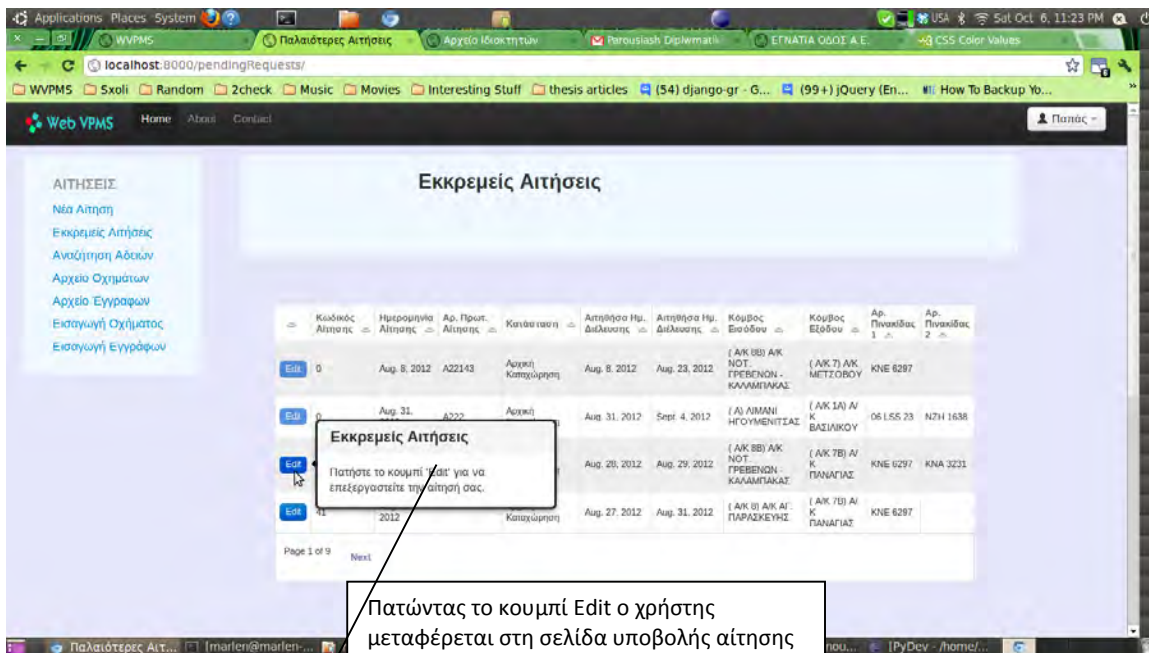 Applications Places System USA Sat Oct 6, 11:23 PM
WVPMS Παλαιότερες Αιτήσεις Αρχείο Ιδιοκτητών Parousiash Diplwmatik ΕΓΝΑΤΙΑ ΟΔΟΣ Α.Ε. CSS Color Values
localhost:8000/pendingRequests/
WVPMS Sxoli Random 2check Music Movies Interesting Stuff thesis articles (54) django-gr - G... (99+) jQuery (En... How To Backup Yo... »
Web VPMS Home About Contact Παπάς
ΑΙΤΗΣΕΙΣ
Νέα Αίτηση
Εκκρεμείς Αιτήσεις
Αναζήτηση Αδειών
Αρχείο Οχημάτων
Αρχείο Έγγραφων
Εισαγωγή Οχήματος
Εισαγωγή Εγγράφων
Εκκρεμείς Αιτήσεις
Κωδικός Αίτησης Ημερομηνία Αίτησης Αρ. Πρωτ. Αίτησης Κατάσταση Αιτηθήσα Ημ. Διέλευσης Αιτηθήσα Ημ. Διέλευσης Κόμβος Εισόδου Κόμβος Εξόδου Αρ. Πινακίδας 1 Αρ. Πινακίδας 2
Edit 0 Aug. 8, 2012 A22143 Αρχική Καταχώρηση Aug. 8, 2012 Aug. 23, 2012 ( Α/Κ 8Β) Α/Κ ΝΟΤ. ΓΡΕΒΕΝΩΝ - ΚΑΛΑΜΠΑΚΑΣ ( Α/Κ 7) Α/Κ ΜΕΤΣΟΒΟΥ KNE 6297
Edit 0 Aug. 31, A222 Αρχική Aug. 31, 2012 Sept. 4, 2012 ( Α) ΛΙΜΑΝΙ ΗΓΟΥΜΕΝΙΤΣΑΣ ( Α/Κ 1Α) Α/Κ ΒΑΣΙΛΙΚΟΥ 06 LSS 23 NZH 1638
Edit Aug. 28, 2012 Aug. 29, 2012 ( Α/Κ 8Β) Α/Κ ΝΟΤ. ΓΡΕΒΕΝΩΝ - ΚΑΛΑΜΠΑΚΑΣ ( Α/Κ 7Β) Α/Κ ΠΑΝΑΓΙΑΣ KNE 6297 KNA 3231
Edit 41 2012 Καταχώρηση Aug. 27, 2012 Aug. 31, 2012 ( Α/Κ 8) Α/Κ ΑΓ. ΠΑΡΑΣΚΕΥΗΣ ( Α/Κ 7Β) Α/Κ ΠΑΝΑΓΙΑΣ KNE 6297
Εκκρεμείς Αιτήσεις
Πατήστε το κουμπί 'Edit' για να
επεξεργαστείτε την αίτησή σας.
Page 1 of 9 Next
Πατώντας το κουμπί Edit ο χρήστης
μεταφέρεται στη σελίδα υποβολής αίτησης
Παλαιότερες Αιτ... [marlen@marlen-... [PyDev - /home/...